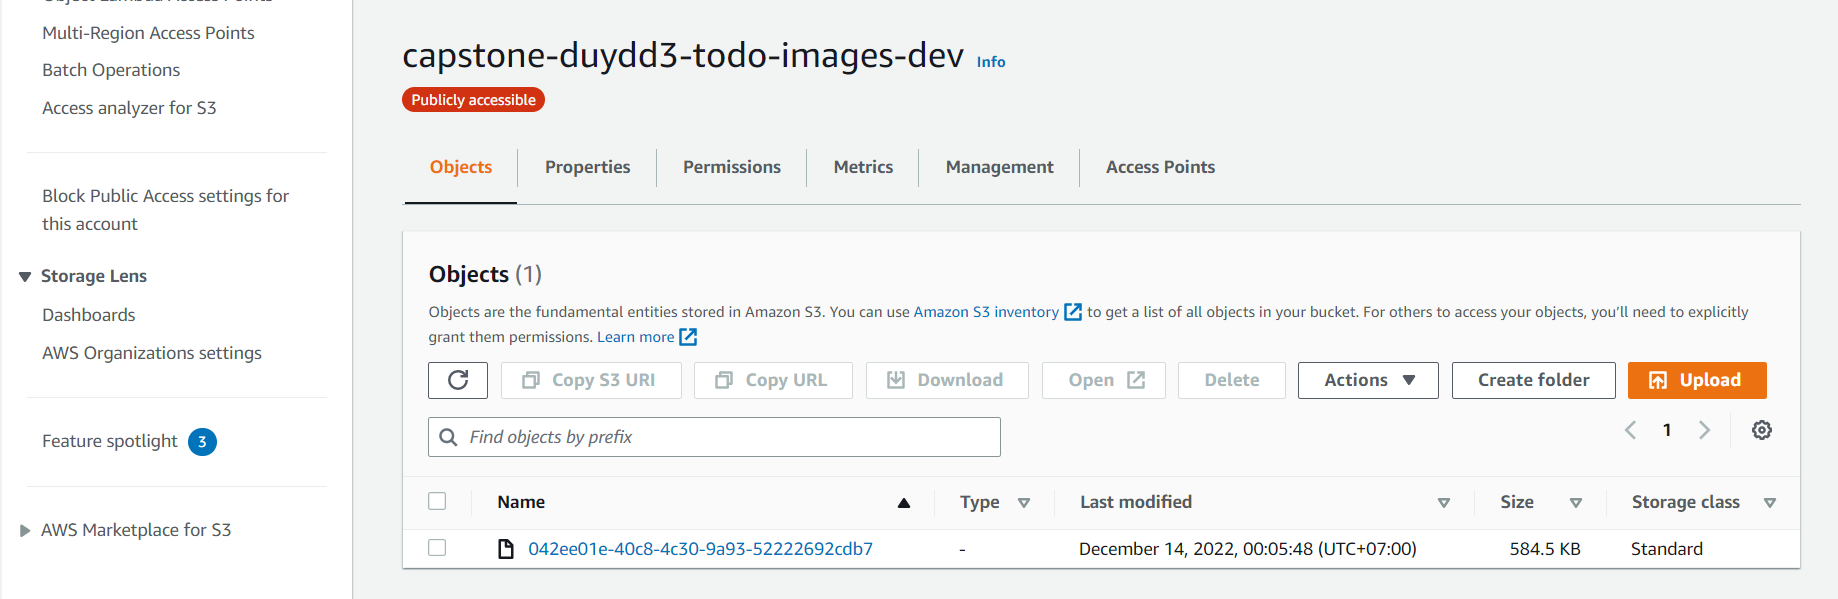 Object Lambda Access Points
Multi-Region Access Points
Batch Operations
Access analyzer for S3
Block Public Access settings for
this account
Storage Lens
Dashboards
AWS Organizations settings
Feature spotlight 3
AWS Marketplace for S3
capstone-duydd3-todo-images-dev Info
Publicly accessible
Objects Properties Permissions Metrics Management Access Points
Objects (1)
Objects are the fundamental entities stored in Amazon S3. You can use Amazon S3 inventory to get a list of all objects in your bucket. For others to access your objects, you'll need to explicitly
grant them permissions. Learn more
Copy S3 URI Copy URL Download Open Delete Actions Create folder Upload
Find objects by prefix
1
Name Type Last modified Size Storage class
042ee01e-40c8-4c30-9a93-52222692cdb7 - December 14, 2022, 00:05:48 (UTC+07:00) 584.5 KB Standard